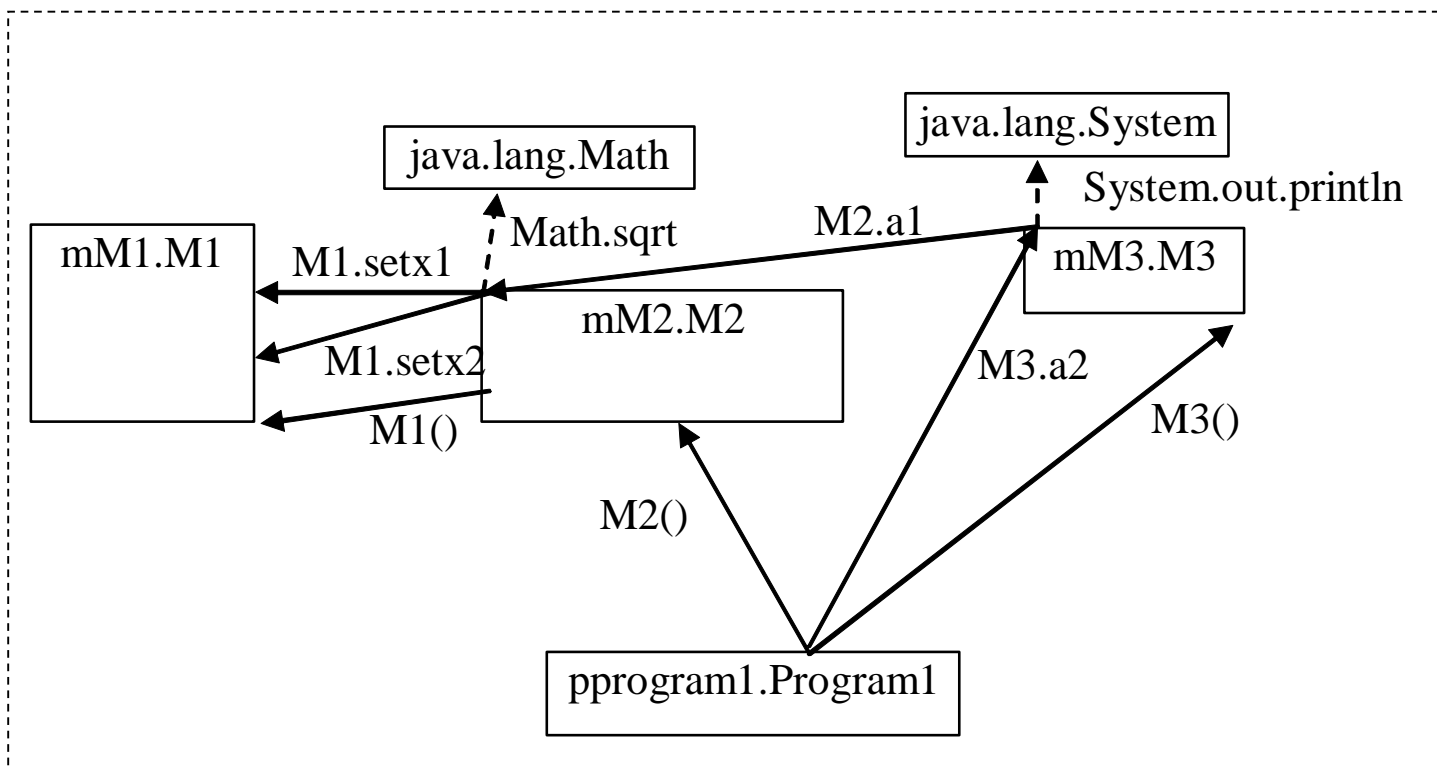 java.lang.System
java.lang.Math
System.out.println
M2.a1
Math.sqrt
mM1.M1
M1.setx1
mM3.M3
mM2.M2
M1.setx2
M3.a2
M1()
M3()
M2()
pprogram1.Program1